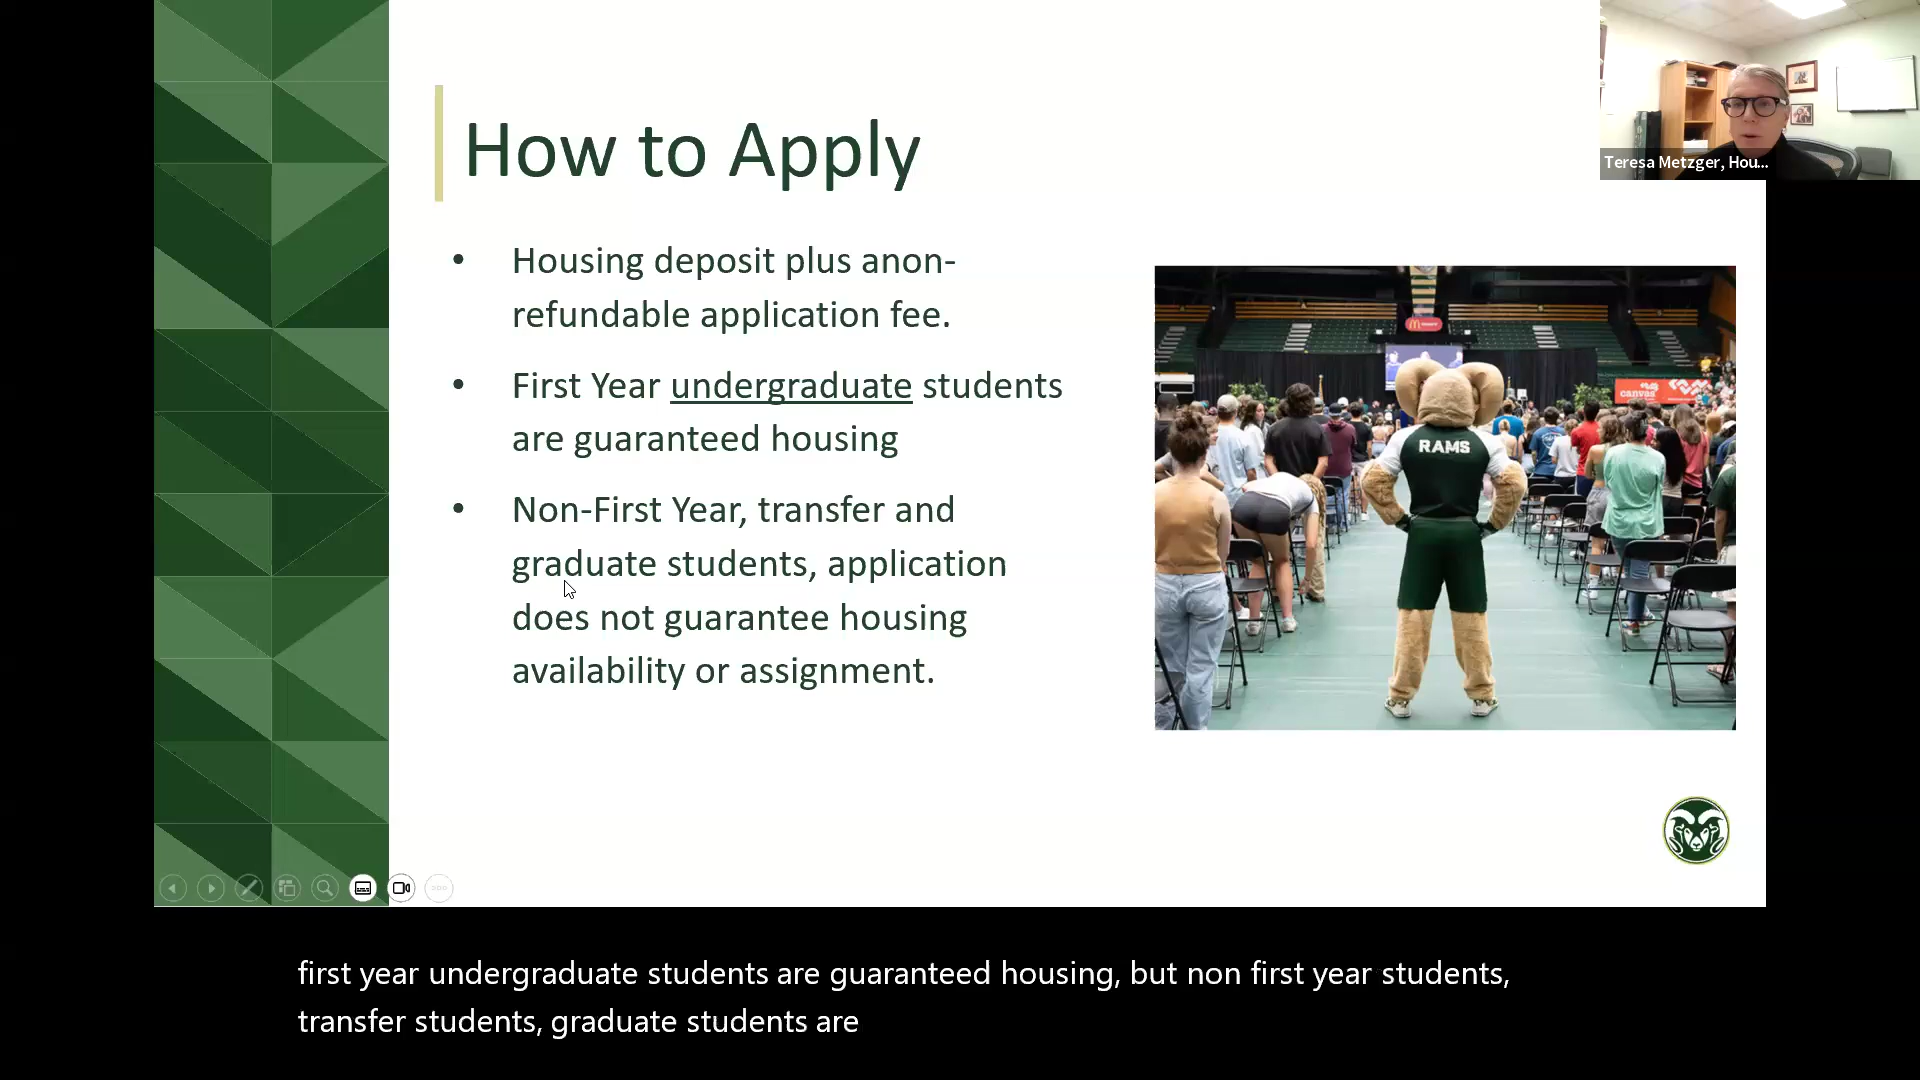 How to Apply
• Housing deposit plus anon-
refundable application fee.
• First Year undergraduate students
are guaranteed housing
• Non-First Year, transfer and
graduate students, application
does not guarantee housing
availability or assignment.
Teresa Metzger, Hou...
RAMS
canvas
first year undergraduate students are guaranteed housing, but non first year students,
transfer students, graduate students are